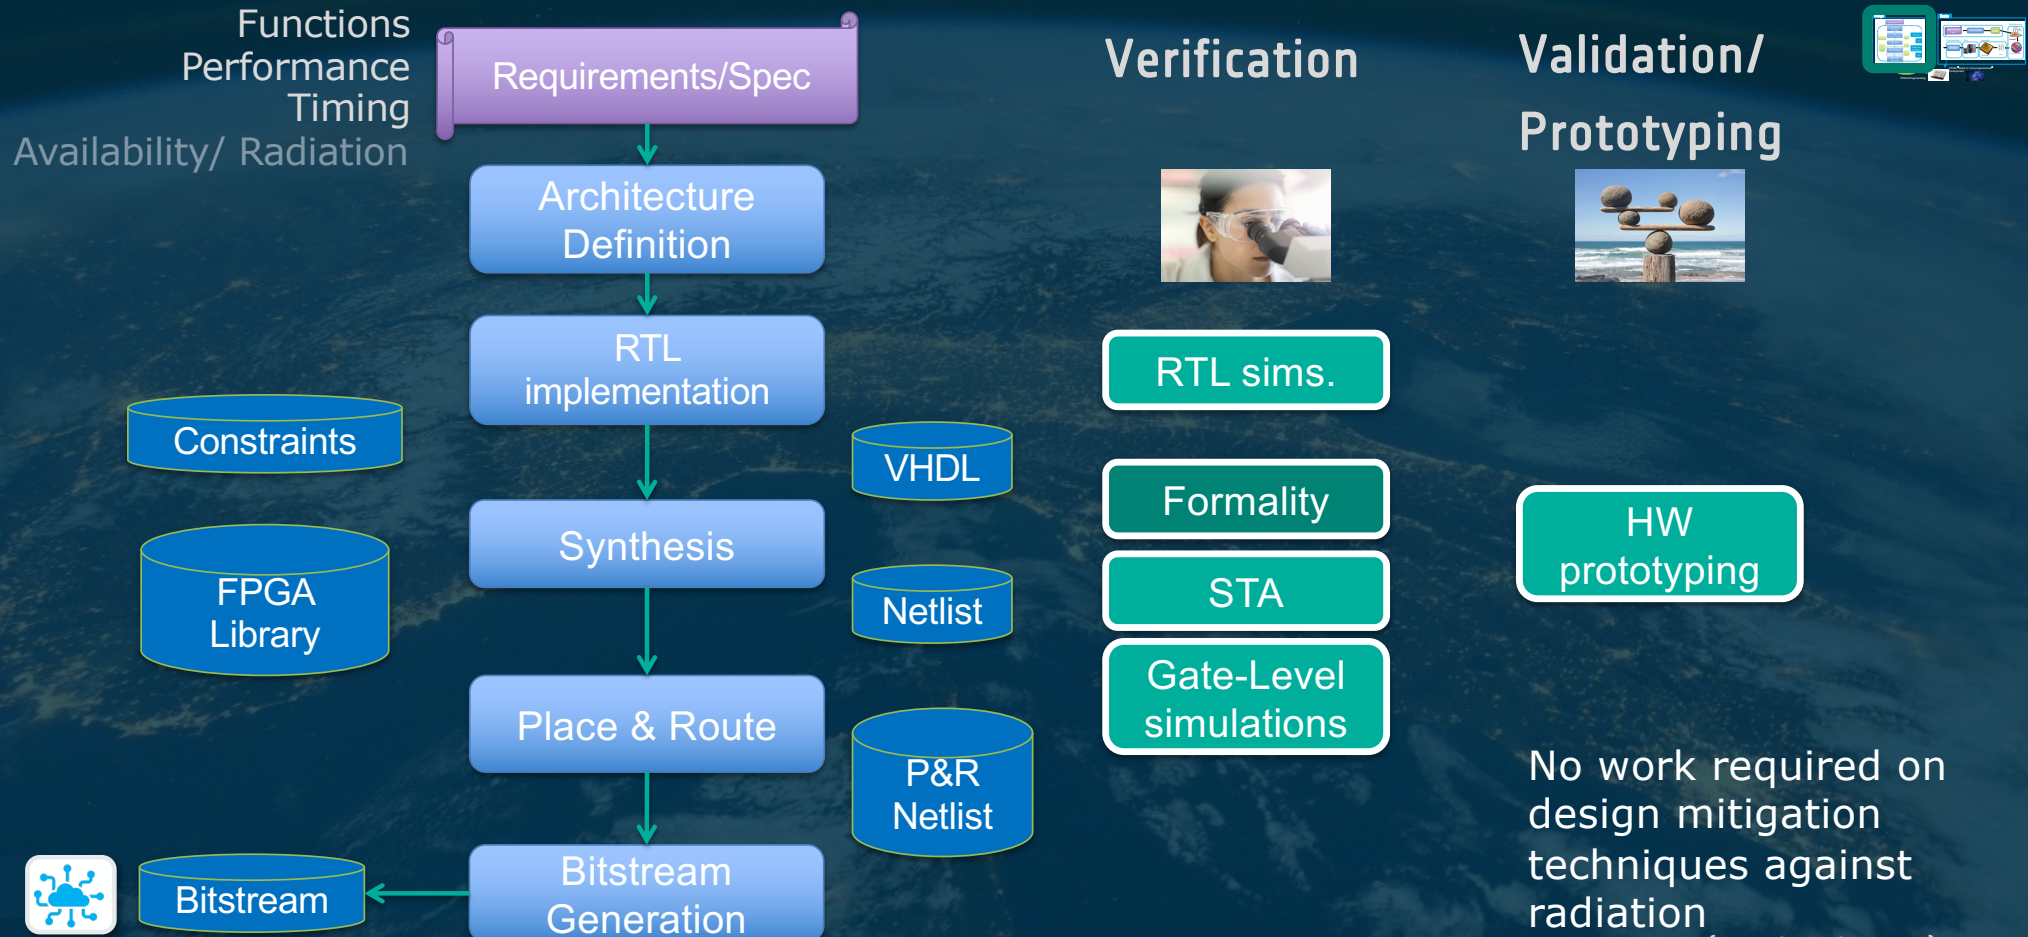 Functions
Performance
Timing
Availability/ Radiation
Requirements/Spec
Architecture
Definition
RTL
implementation
Constraints
VHDL
FPGA
Library
Synthesis
Netlist
Place & Route
P&R
Netlist
Bitstream
Bitstream
Generation
Verification
RTL sims.
Formality
STA
Gate-Level
simulations
Validation/
Prototyping
HW
prototyping
No work required on
design mitigation
techniques against
radiation